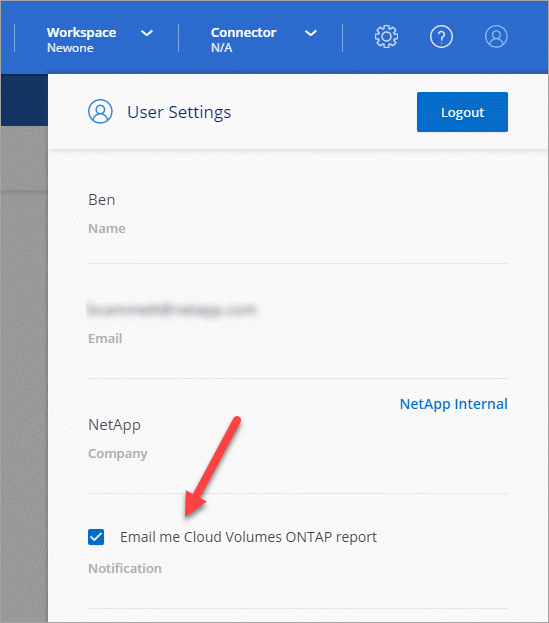 Workspace
Newone
Connector
N/A
User Settings
Logout
Ben
Name
Email
NetApp Internal
NetApp
Company
Email me Cloud Volumes ONTAP report
Notification